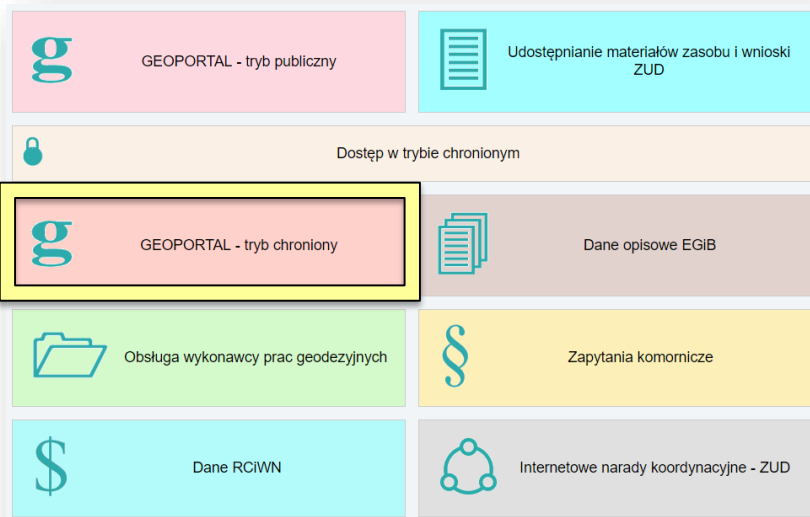 GEOPORTAL - tryb publiczny
Udostępnianie materiałów zasobu i wnioski
ZUD
Dostęp w trybie chronionym
GEOPORTAL - tryb chroniony
Dane opisowe EGiB
Obsługa wykonawcy prac geodezyjnych
Zapytania komornicze
Dane RCiWN
Internetowe narady koordynacyjne - ZUD